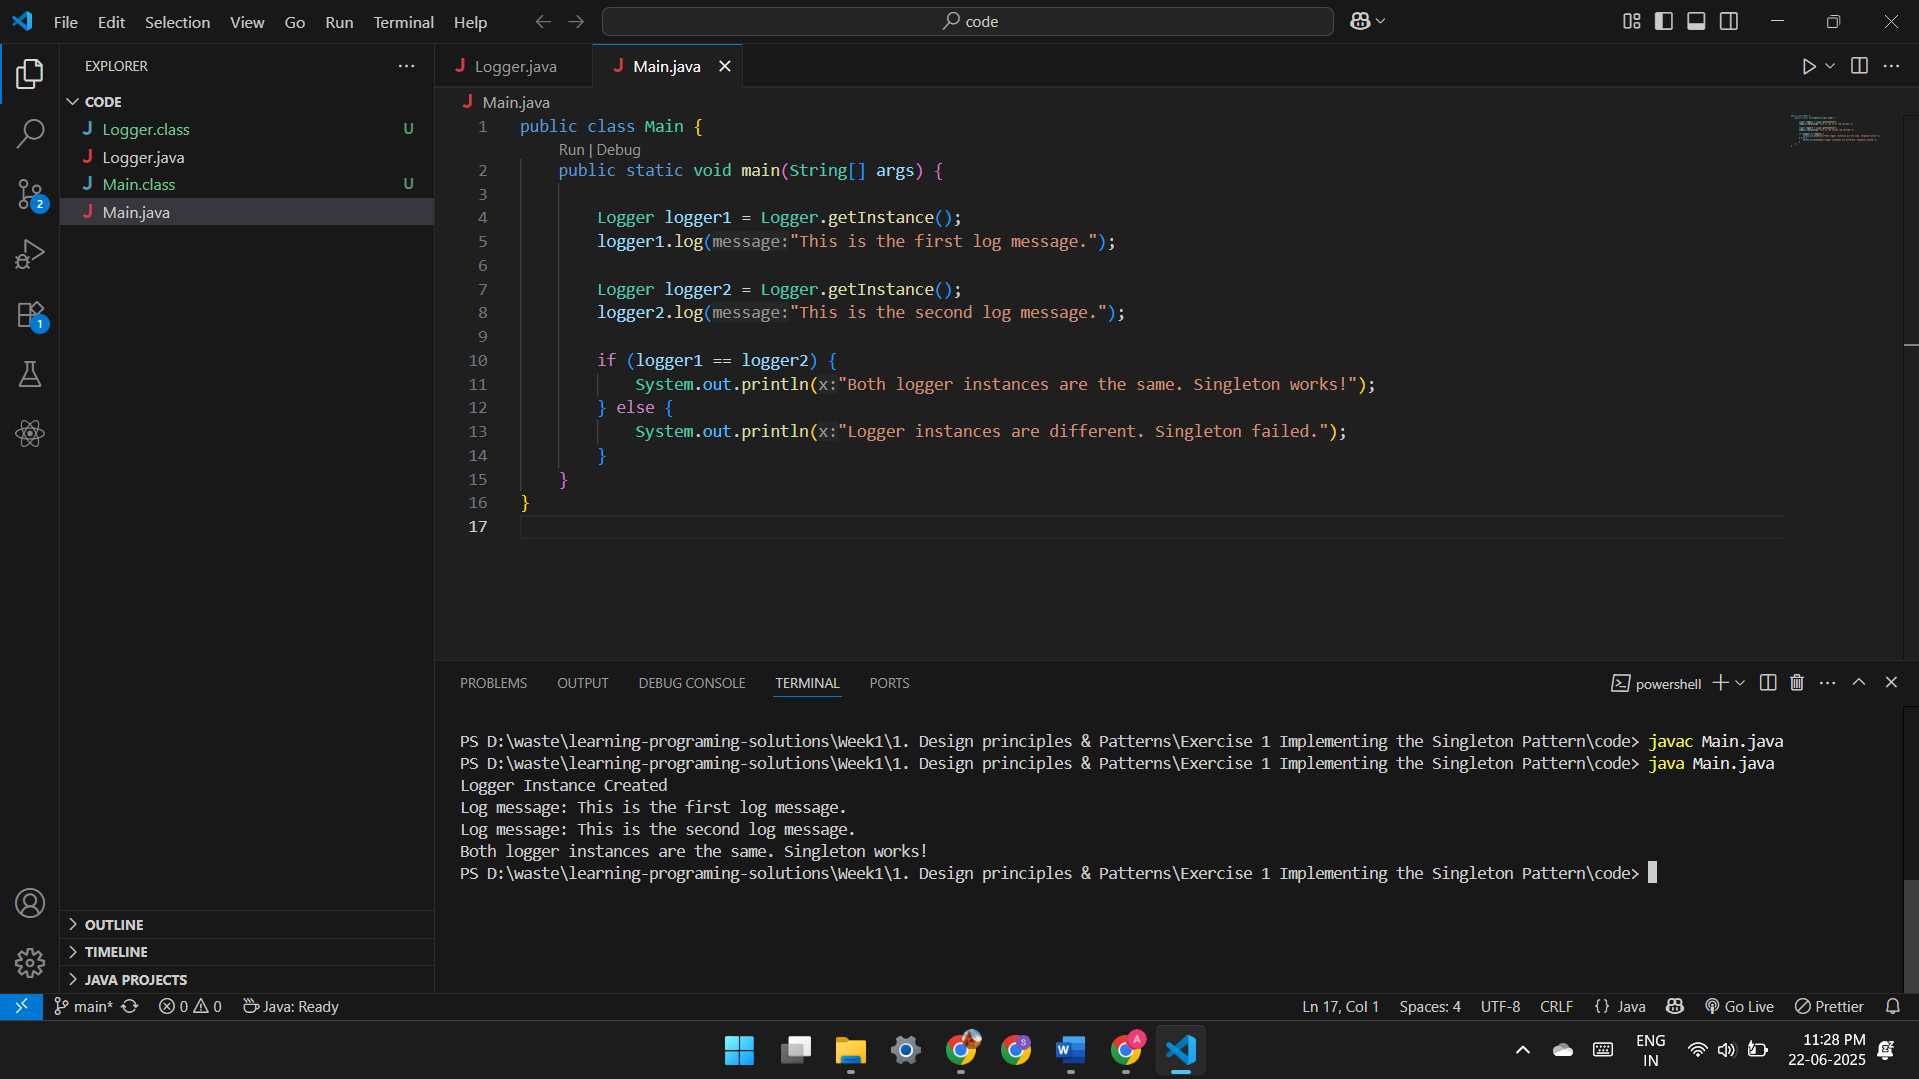 File Edit Selection View Go Run Terminal Help
code
EXPLORER
CODE
Logger.class U
Logger.java
Main.class U
Main.java
2
1
OUTLINE
TIMELINE
JAVA PROJECTS
Logger.java
Main.java
Main.java
1 public class Main {
Run | Debug
2 public static void main(String[] args) {
3
4 Logger logger1 = Logger.getInstance();
5 logger1.log(message:"This is the first log message.");
6
7 Logger logger2 = Logger.getInstance();
8 logger2.log(message:"This is the second log message.");
9
10 if (logger1 == logger2) {
11 System.out.println(x:"Both logger instances are the same. Singleton works!");
12 } else {
13 System.out.println(x:"Logger instances are different. Singleton failed.");
14 }
15 }
16 }
17
PROBLEMS OUTPUT DEBUG CONSOLE TERMINAL PORTS
powershell
PS D:\waste\learning-programing-solutions\Week1\1. Design principles & Patterns\Exercise 1 Implementing the Singleton Pattern\code> javac Main.java
PS D:\waste\learning-programing-solutions\Week1\1. Design principles & Patterns\Exercise 1 Implementing the Singleton Pattern\code> java Main.java
Logger Instance Created
Log message: This is the first log message.
Log message: This is the second log message.
Both logger instances are the same. Singleton works!
PS D:\waste\learning-programing-solutions\Week1\1. Design principles & Patterns\Exercise 1 Implementing the Singleton Pattern\code>
main* 0 0 Java: Ready
Ln 17, Col 1 Spaces: 4 UTF-8 CRLF {} Java Go Live Prettier
ENG
IN
11:28 PM
22-06-2025